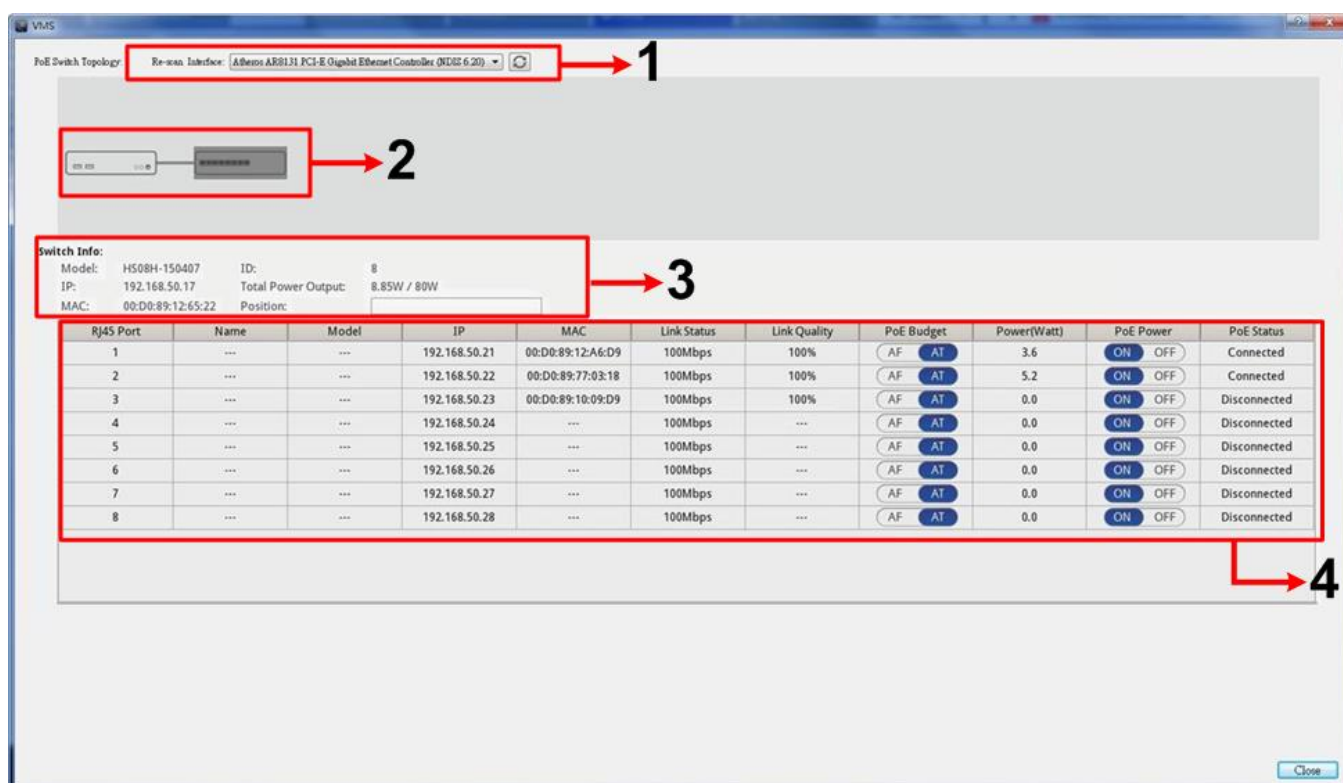 VMS
PoE Switch Topology: Re-scan Interface: Atheros AR8131 PCI-E Gigabit Ethernet Controller (NDIS 6.20) 1
2
Switch Info:
Model: HS08H-150407 ID: 8
IP: 192.168.50.17 Total Power Output: 8.85W / 80W
MAC: 00:D0:89:12:65:22 Position:
3
RJ45 Port Name Model IP MAC Link Status Link Quality PoE Budget Power(Watt) PoE Power PoE Status
1 --- --- 192.168.50.21 00:D0:89:12:A6:D9 100Mbps 100% AF AT 3.6 ON OFF Connected
2 --- --- 192.168.50.22 00:D0:89:77:03:18 100Mbps 100% AF AT 5.2 ON OFF Connected
3 --- --- 192.168.50.23 00:D0:89:10:09:D9 100Mbps 100% AF AT 0.0 ON OFF Disconnected
4 --- --- 192.168.50.24 --- 100Mbps --- AF AT 0.0 ON OFF Disconnected
5 --- --- 192.168.50.25 --- 100Mbps --- AF AT 0.0 ON OFF Disconnected
6 --- --- 192.168.50.26 --- 100Mbps --- AF AT 0.0 ON OFF Disconnected
7 --- --- 192.168.50.27 --- 100Mbps --- AF AT 0.0 ON OFF Disconnected
8 --- --- 192.168.50.28 --- 100Mbps --- AF AT 0.0 ON OFF Disconnected
4
Close